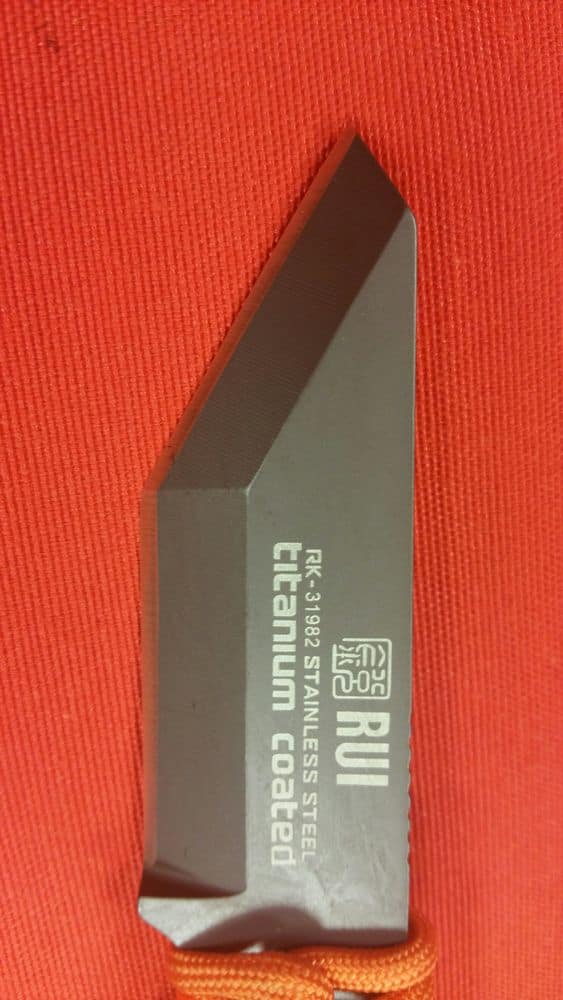 RUI
RK-31982 STAINLESS STEEL
titanium coated